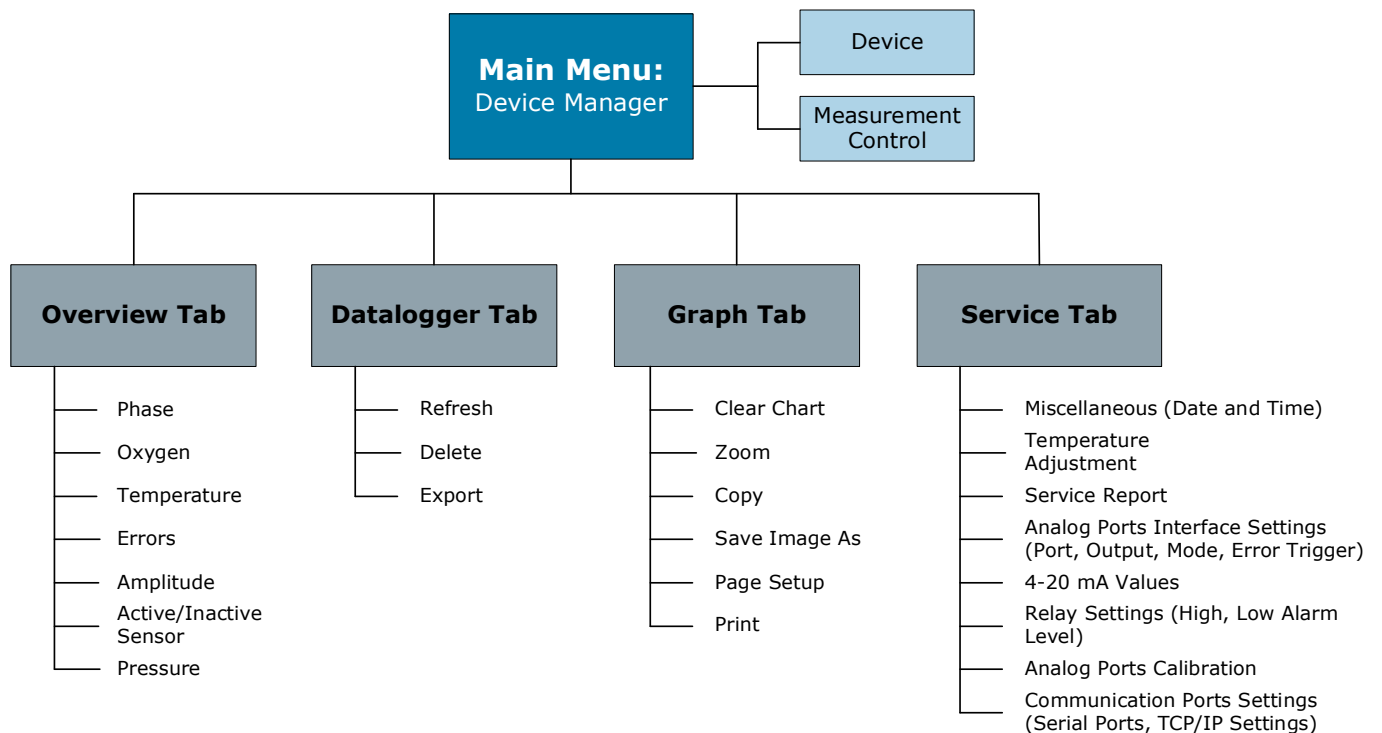 Main Menu:
Device Manager
Device
Measurement
Control
Overview Tab
Datalogger Tab
Graph Tab
Service Tab
Phase
Oxygen
Temperature
Errors
Amplitude
Active/Inactive
Sensor
Pressure
Refresh
Delete
Export
Clear Chart
Zoom
Copy
Save Image As
Page Setup
Print
Miscellaneous (Date and Time)
Temperature
Adjustment
Service Report
Analog Ports Interface Settings
(Port, Output, Mode, Error Trigger)
4-20 mA Values
Relay Settings (High, Low Alarm
Level)
Analog Ports Calibration
Communication Ports Settings
(Serial Ports, TCP/IP Settings)